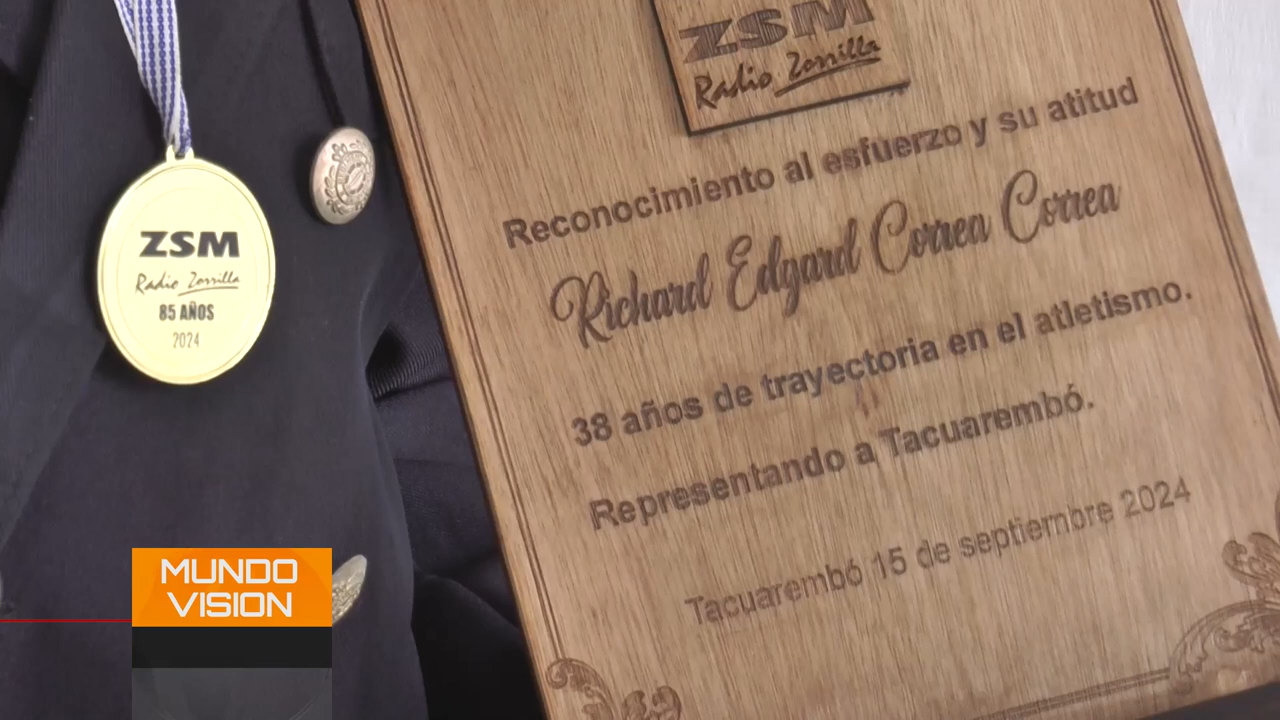 ZSM
Radio Zorrilla
85 AÑOS
2024
ZSM
Radio Zorrilla
Reconocimiento al esfuerzo y su atitud
Richard Edgard Correa Correa
38 años de trayectoria en el atletismo.
Representando a Tacuarembó.
Tacuarembó 15 de septiembre 2024
MUNDO
VISION